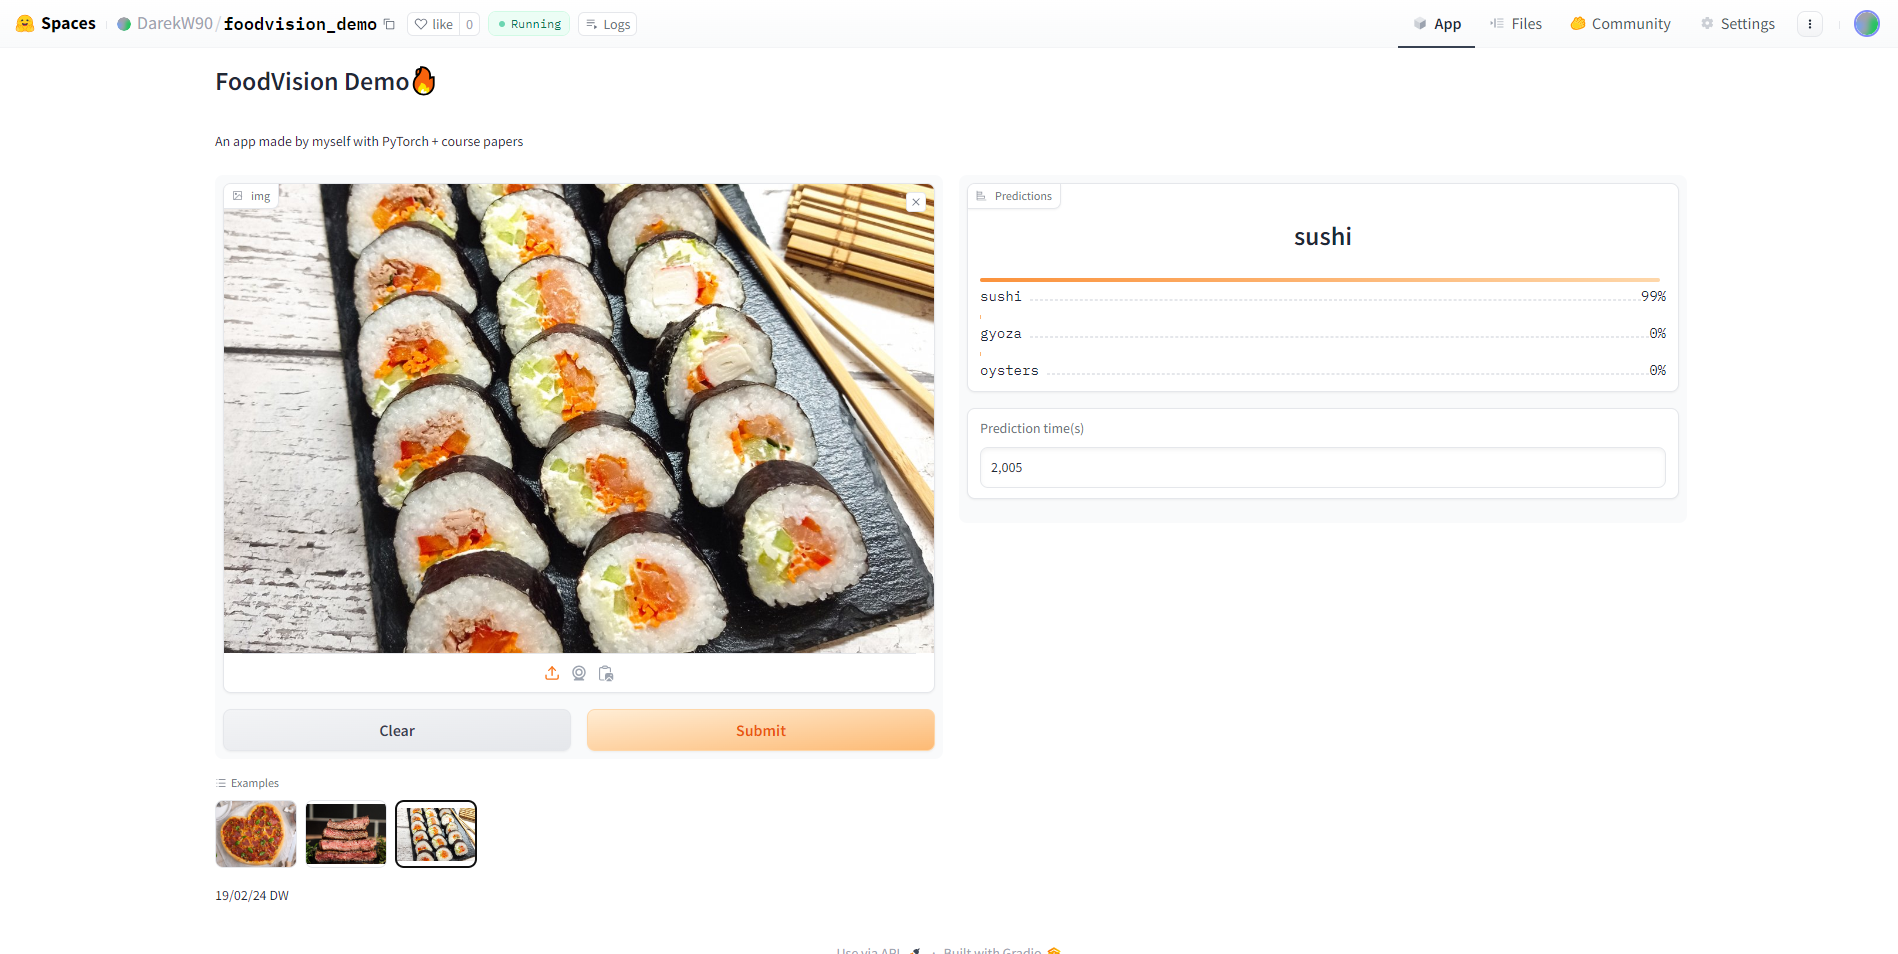 Spaces DarekW90 / foodvision_demo like 0 Running Logs App Files Community Settings
FoodVision Demo🔥
An app made by myself with PyTorch + course papers
img
Predictions
sushi
sushi 99%
gyoza 0%
oysters 0%
Prediction time(s)
2,005
Clear
Submit
Examples
19/02/24 DW
Use via API · Built with Gradio